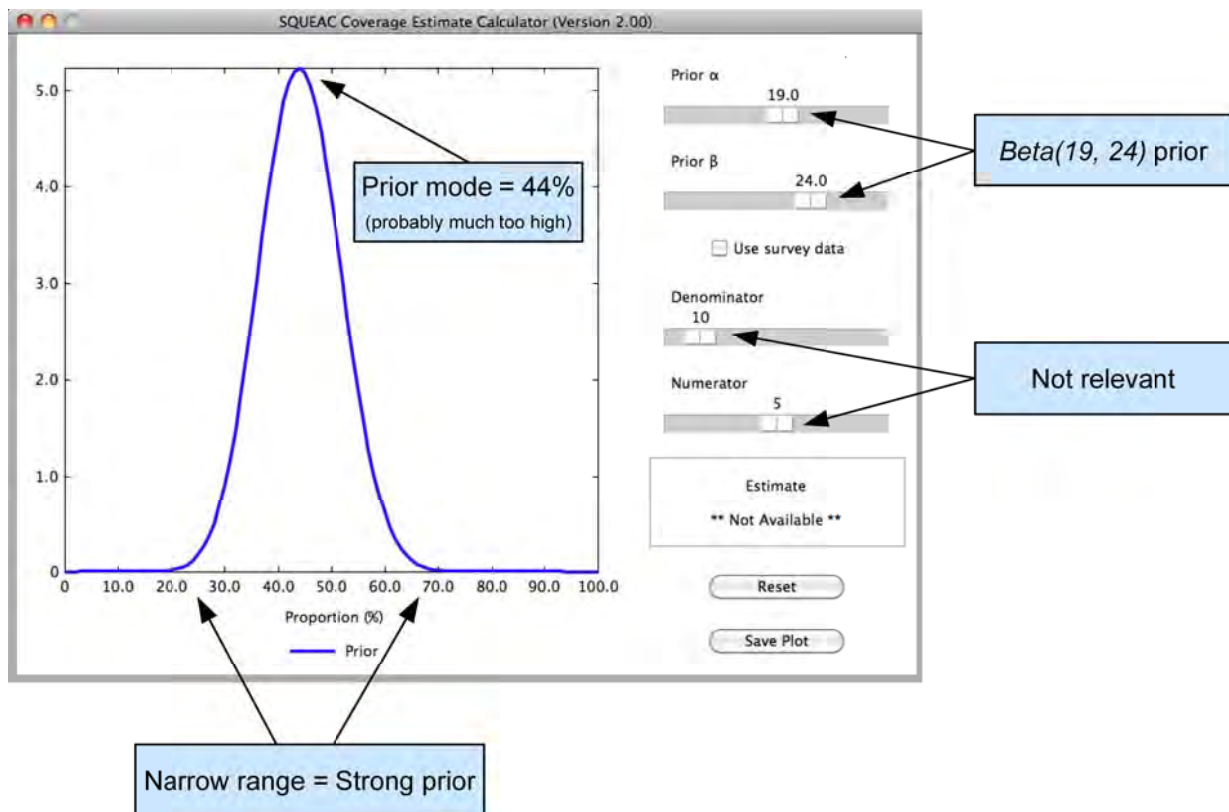 SQUEAC Coverage Estimate Calculator (Version 2.00)
5.0
4.0
3.0
2.0
1.0
0
0 10.0 20.0 30.0 40.0 50.0 60.0 70.0 80.0 90.0 100.0
Proportion (%)
Prior
Prior mode = 44%
(probably much too high)
Narrow range = Strong prior
Prior α
19.0
Prior β
24.0
Use survey data
Denominator
10
Numerator
5
Estimate
** Not Available **
Reset
Save Plot
Beta(19, 24) prior
Not relevant